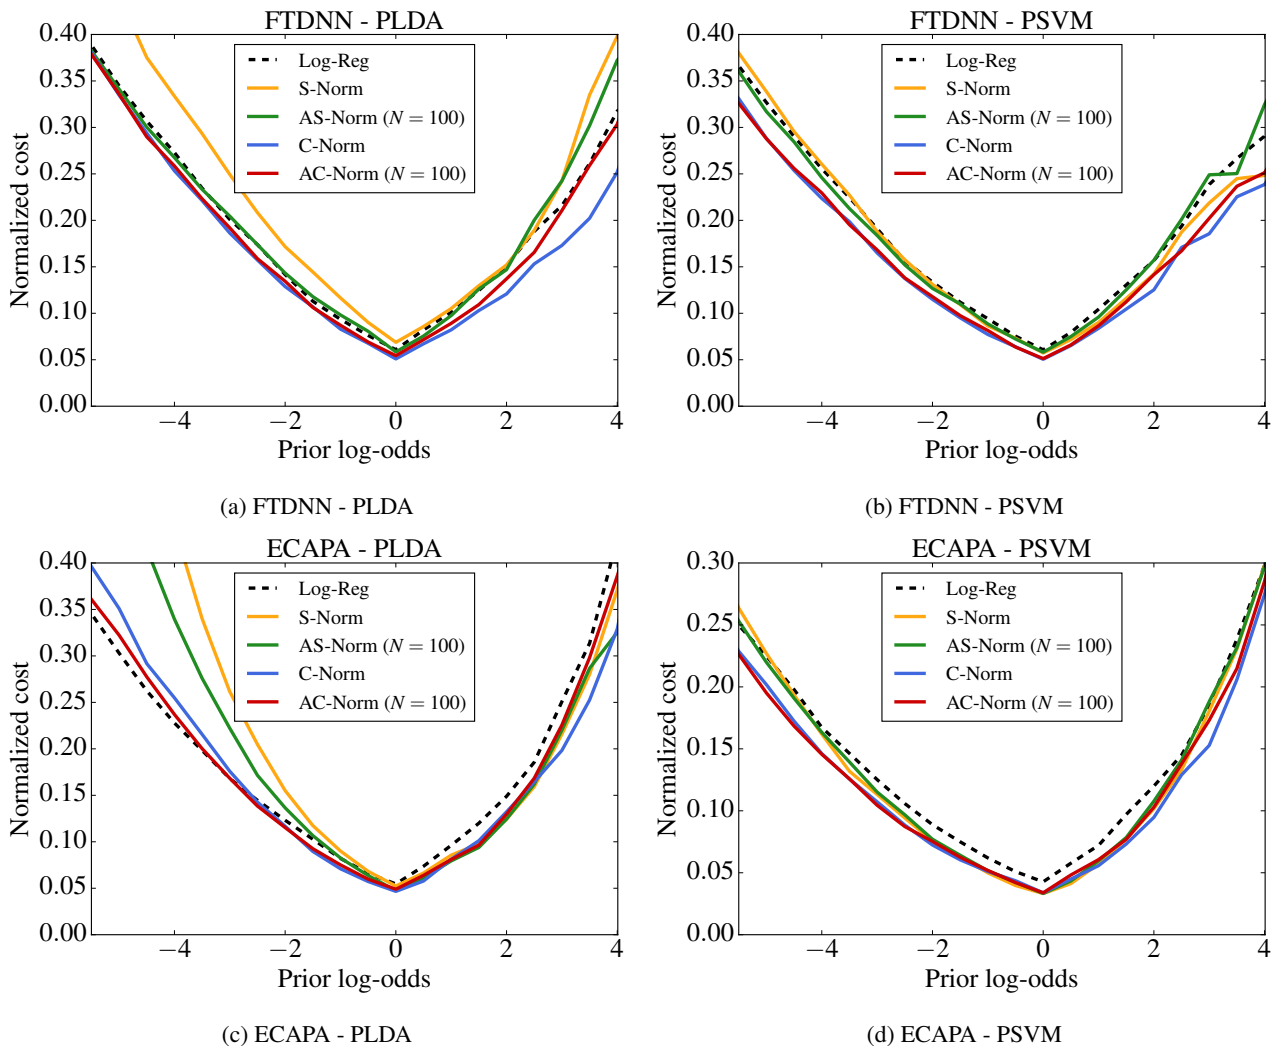 FTDNN - PLDA
0.40
0.35
0.30
0.25
0.20
0.15
0.10
0.05
0.00
Normalized cost
Log-Reg
S-Norm
AS-Norm (N = 100)
C-Norm
AC-Norm (N = 100)
−4 −2 0 2 4
Prior log-odds
(a) FTDNN - PLDA
FTDNN - PSVM
0.40
0.35
0.30
0.25
0.20
0.15
0.10
0.05
0.00
Normalized cost
Log-Reg
S-Norm
AS-Norm (N = 100)
C-Norm
AC-Norm (N = 100)
−4 −2 0 2 4
Prior log-odds
(b) FTDNN - PSVM
ECAPA - PLDA
0.40
0.35
0.30
0.25
0.20
0.15
0.10
0.05
0.00
Normalized cost
Log-Reg
S-Norm
AS-Norm (N = 100)
C-Norm
AC-Norm (N = 100)
−4 −2 0 2 4
Prior log-odds
(c) ECAPA - PLDA
ECAPA - PSVM
0.30
0.25
0.20
0.15
0.10
0.05
0.00
Normalized cost
Log-Reg
S-Norm
AS-Norm (N = 100)
C-Norm
AC-Norm (N = 100)
−4 −2 0 2 4
Prior log-odds
(d) ECAPA - PSVM